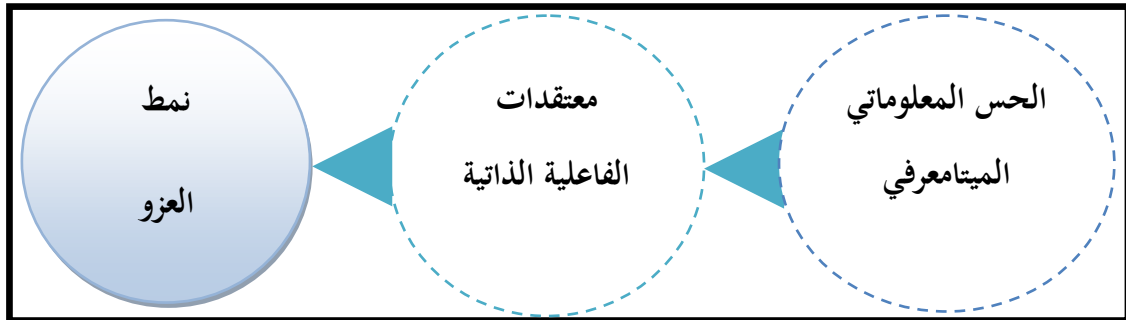 الحس المعلوماتي
الميتامعرفي
معتقدات
الفاعلية الذاتية
نمط
العزو